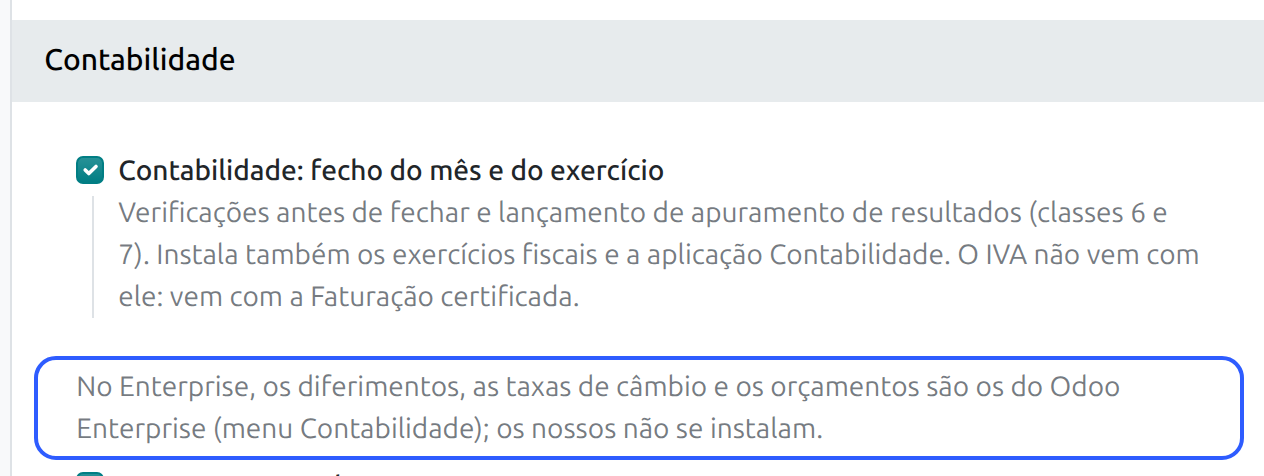 Contabilidade
Contabilidade: fecho do mês e do exercício
Verificações antes de fechar e lançamento de apuramento de resultados (classes 6 e
7). Instala também os exercícios fiscais e a aplicação Contabilidade. O IVA não vem com
ele: vem com a Faturação certificada.
No Enterprise, os diferimentos, as taxas de câmbio e os orçamentos são os do Odoo
Enterprise (menu Contabilidade); os nossos não se instalam.